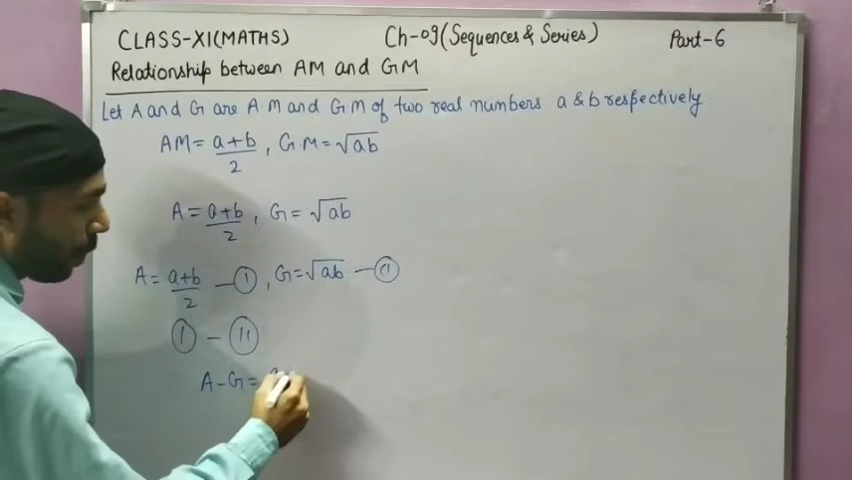 CLASS-XI(MATHS) Ch-09(Sequences & Series) Part-6
Relationship between AM and GM
Let A and G are A.M and G.M of two real numbers a & b respectively
AM = a+b/2, G.M = √ab
A = a+b/2, G = √ab
A = a+b/2 —(I), G = √ab —(II)
(I) - (II)
A-G =